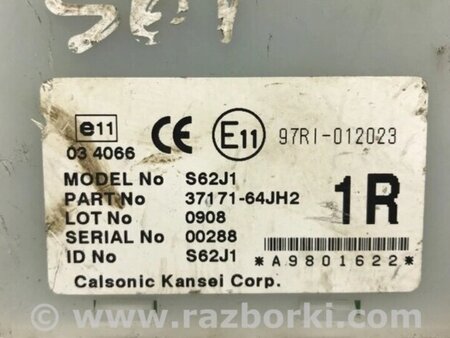 e11
03 4066
CE
E11
97RI-012023
MODEL No S62J1
PART No 37171-64JH2
LOT No 0908
SERIAL No 00288
ID No S62J1
1R
*A9801622*
Calsonic Kansei Corp.
www.razborki.com